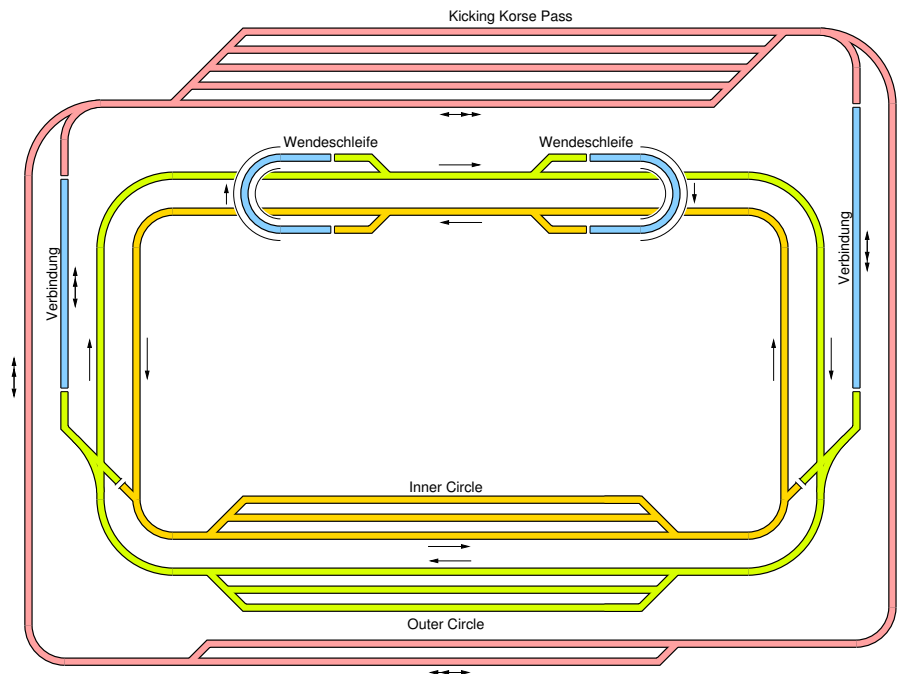 Kicking Korse Pass
Wendeschleife
Wendeschleife
Verbindung
Verbindung
Inner Circle
Outer Circle